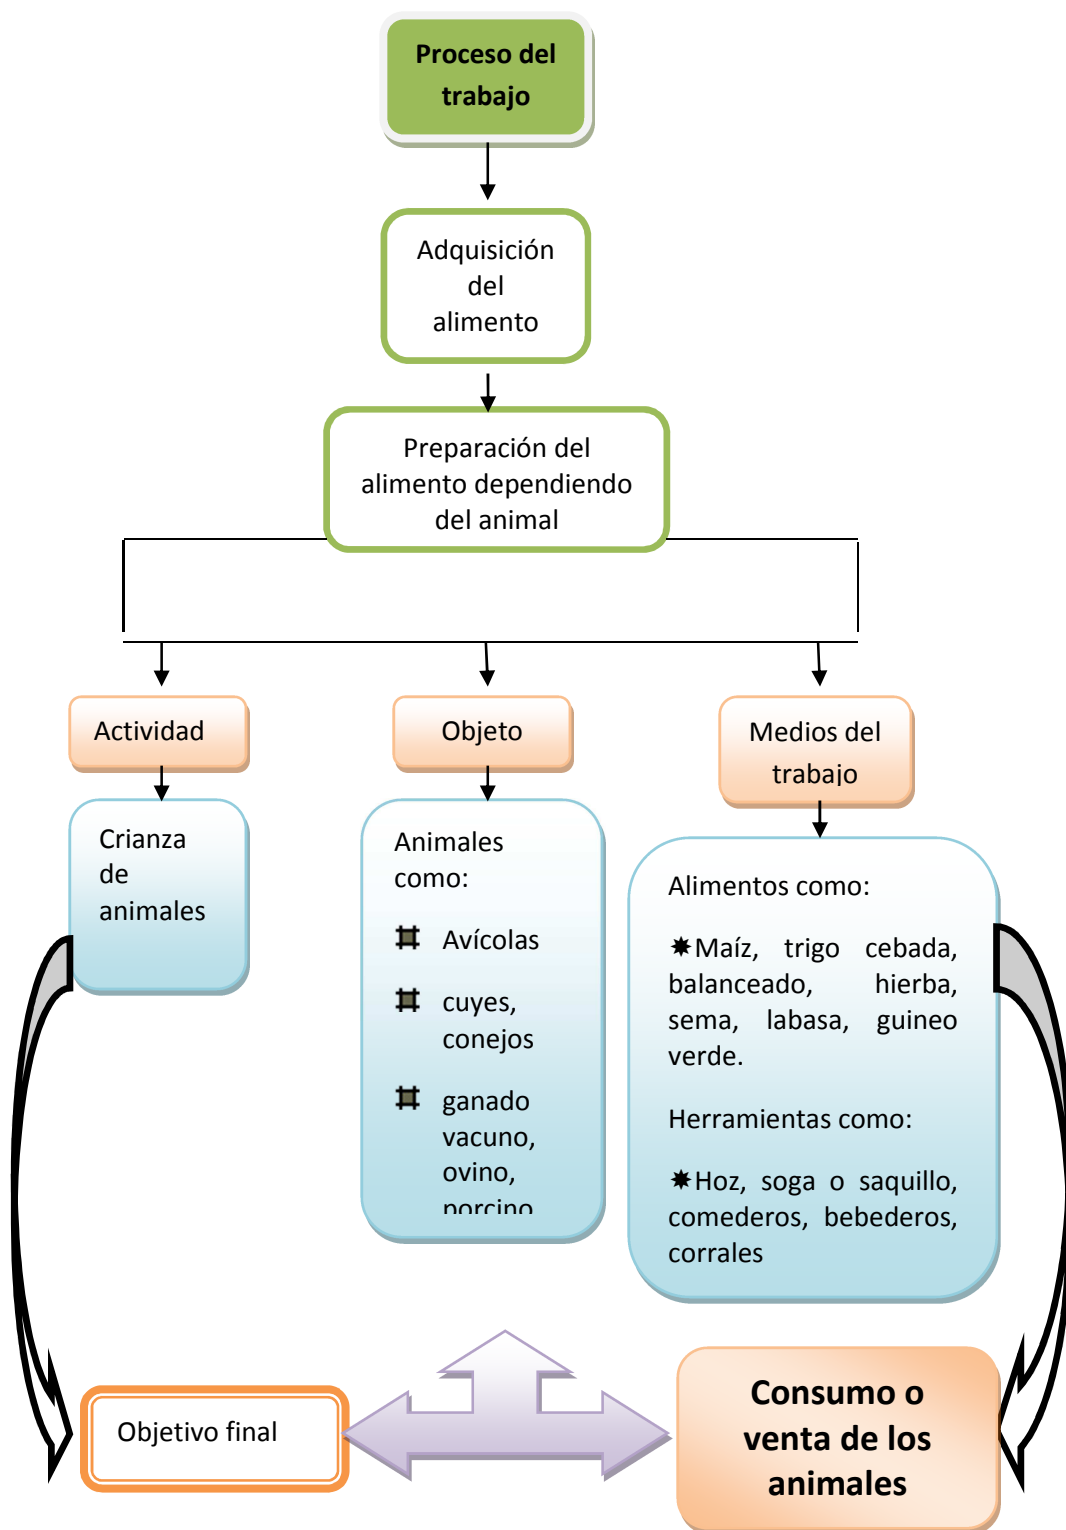 Proceso del
trabajo
Adquisición
del
alimento
Preparación del
alimento dependiendo
del animal
Actividad
Objeto
Medios del
trabajo
Crianza
de
animales
Animales
como:
Avícolas
cuyes,
conejos
ganado
vacuno,
ovino,
porcino
Alimentos como:
Maíz, trigo cebada,
balanceado, hierba,
sema, labasa, guineo
verde.
Herramientas como:
Hoz, soga o saquillo,
comederos, bebederos,
corrales
Objetivo final
Consumo o
venta de los
animales